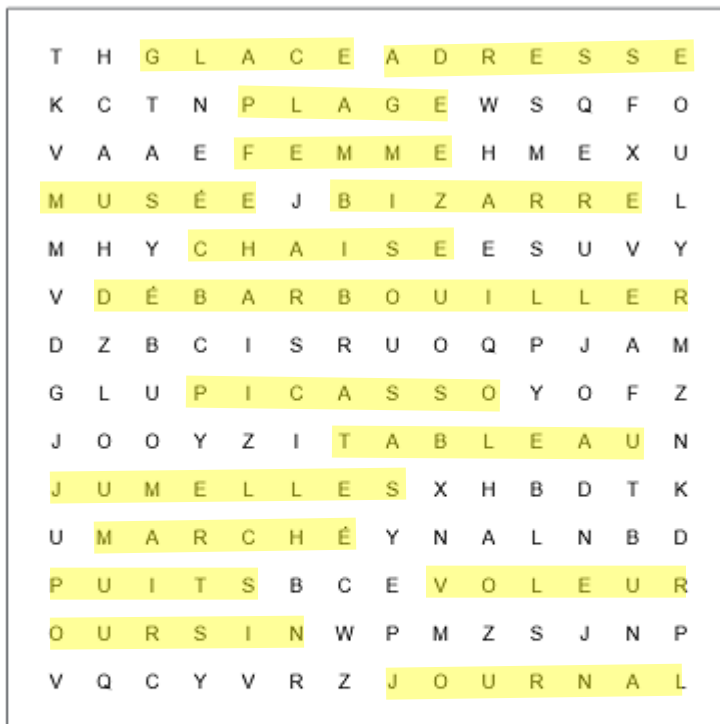 T H G L A C E A D R E S S E
K C T N P L A G E W S Q F O
V A A E F E M M E H M E X U
M U S É E J B I Z A R R E L
M H Y C H A I S E E S U V Y
V D É B A R B O U I L L E R
D Z B C I S R U O Q P J A M
G L U P I C A S S O Y O F Z
J O O Y Z I T A B L E A U N
J U M E L L E S X H B D T K
U M A R C H É Y N A L N B D
P U I T S B C E V O L E U R
O U R S I N W P M Z S J N P
V Q C Y V R Z J O U R N A L